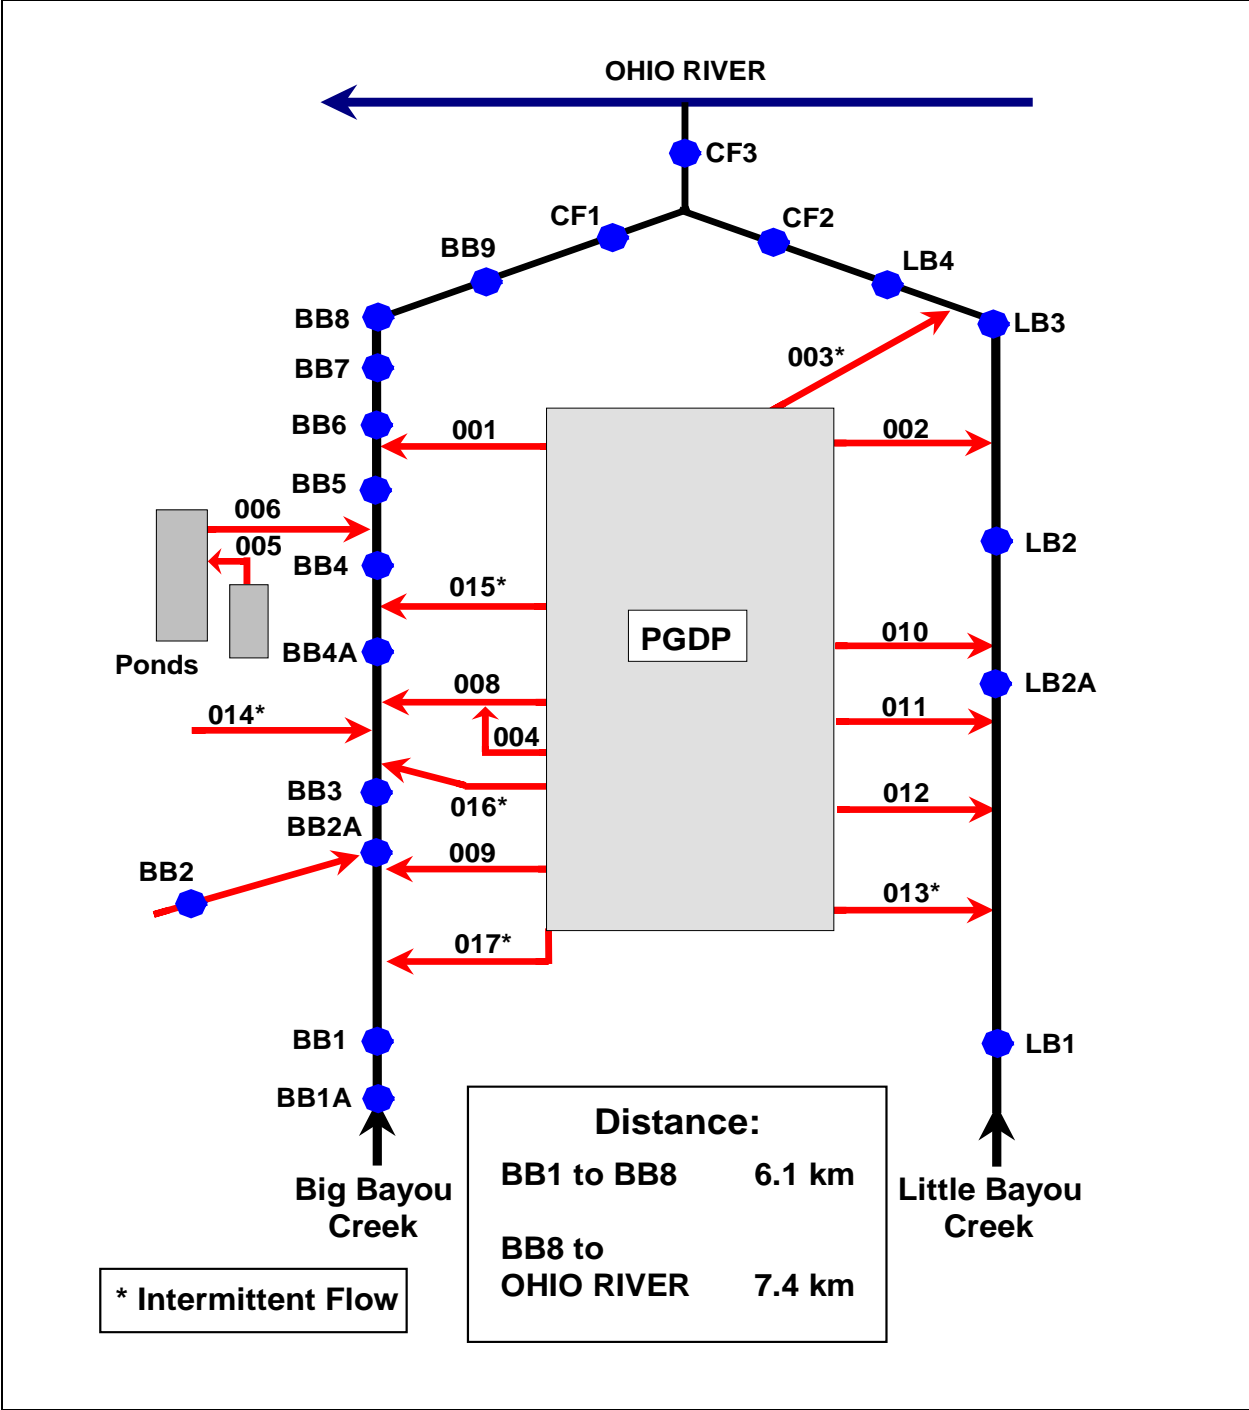 OHIO RIVER
CF3
CF1
CF2
BB9
LB4
BB8
LB3
003*
BB7
BB6
001
002
BB5
006
005
BB4
LB2
015*
010
PGDP
BB4A
Ponds
LB2A
008
011
014*
004
BB3
016*
012
BB2A
009
BB2
013*
017*
BB1
LB1
BB1A
Distance:
BB1 to BB8 6.1 km
BB8 to
OHIO RIVER 7.4 km
Big Bayou
Creek
Little Bayou
Creek
* Intermittent Flow